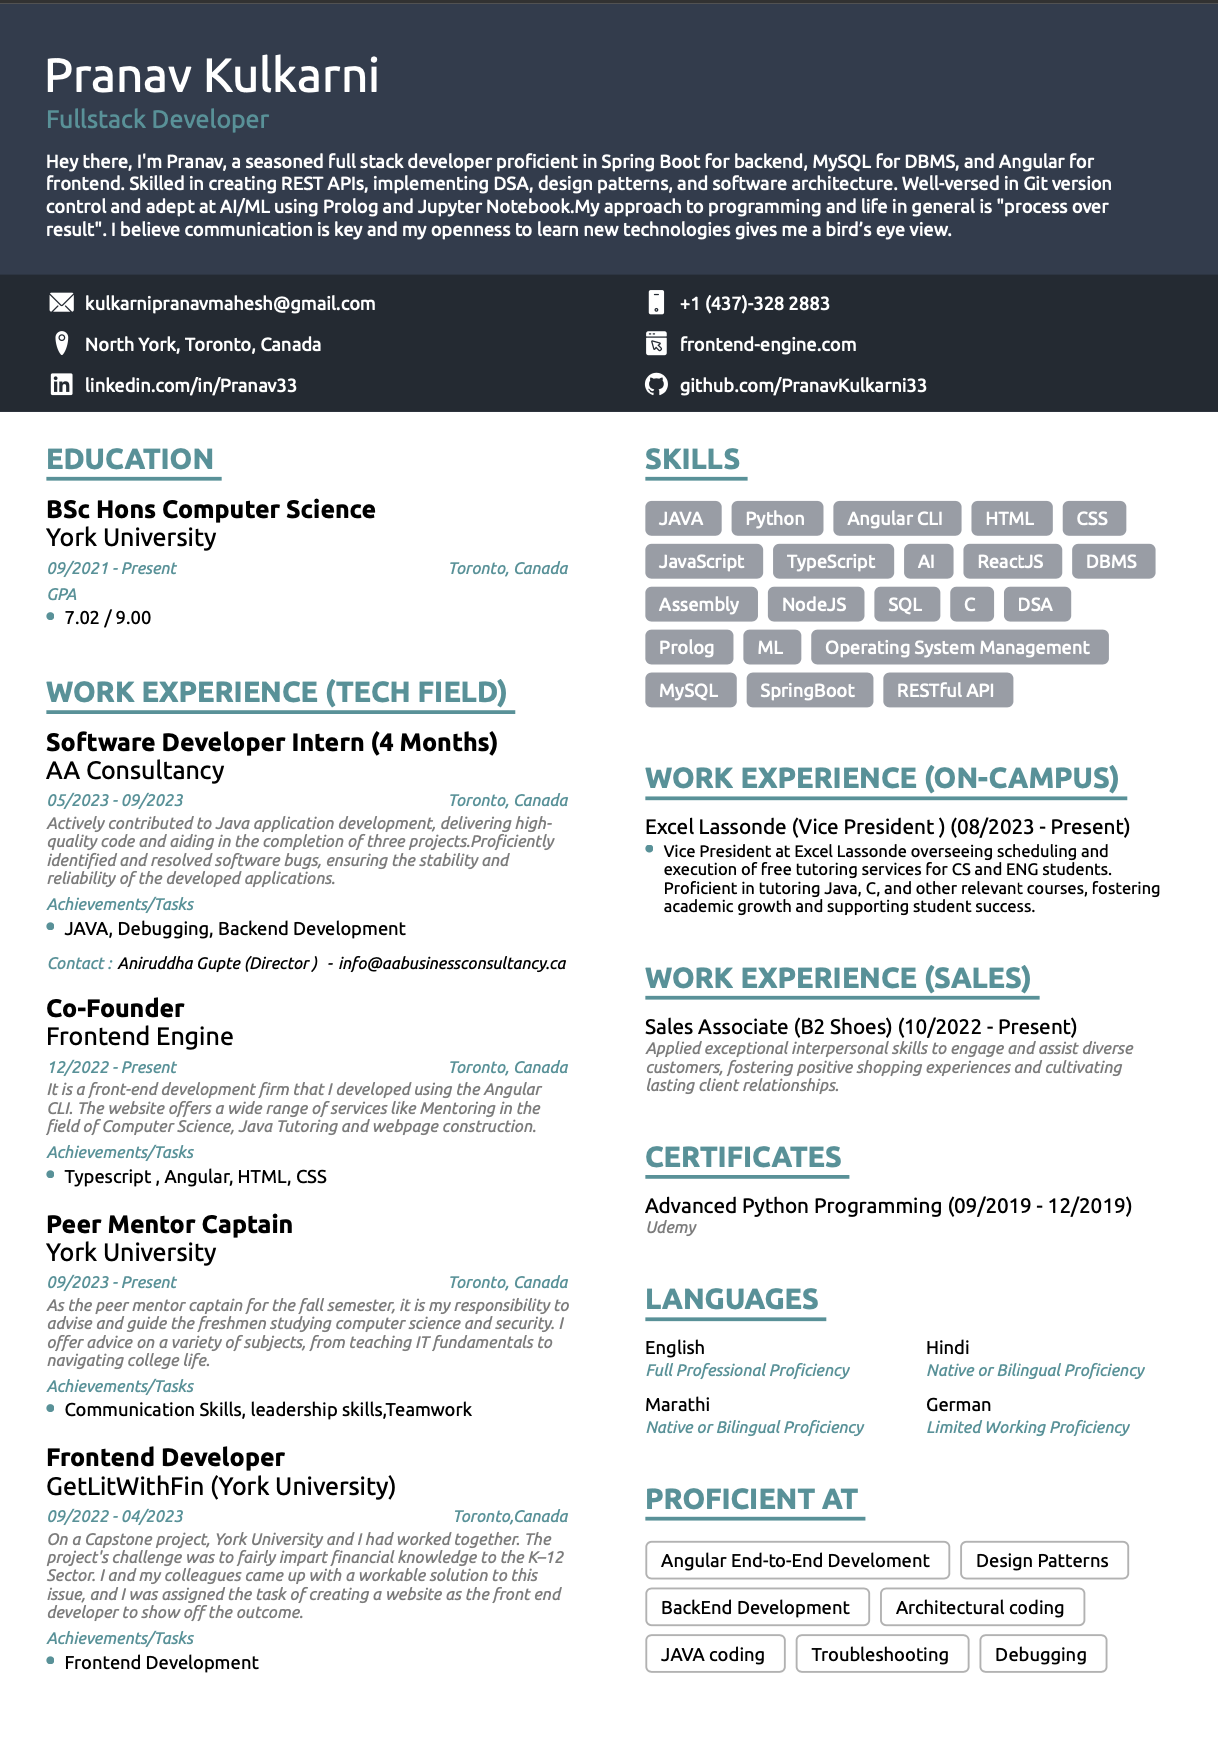 Pranav Kulkarni
Fullstack Developer
Hey there, I'm Pranav, a seasoned full stack developer proficient in Spring Boot for backend, MySQL for DBMS, and Angular for
frontend. Skilled in creating REST APIs, implementing DSA, design patterns, and software architecture. Well-versed in Git version
control and adept at AI/ML using Prolog and Jupyter Notebook.My approach to programming and life in general is "process over
result". I believe communication is key and my openness to learn new technologies gives me a bird’s eye view.
kulkarnipranavmahesh@gmail.com
+1 (437)-328 2883
North York, Toronto, Canada
frontend-engine.com
linkedin.com/in/Pranav33
github.com/PranavKulkarni33
EDUCATION
BSc Hons Computer Science
York University
09/2021 - Present Toronto, Canada
GPA
7.02 / 9.00
WORK EXPERIENCE (TECH FIELD)
Software Developer Intern (4 Months)
AA Consultancy
05/2023 - 09/2023 Toronto, Canada
Actively contributed to Java application development, delivering high-
quality code and aiding in the completion of three projects.Proficiently
identified and resolved software bugs, ensuring the stability and
reliability of the developed applications.
Achievements/Tasks
JAVA, Debugging, Backend Development
Contact : Aniruddha Gupte (Director ) - info@aabusinessconsultancy.ca
Co-Founder
Frontend Engine
12/2022 - Present Toronto, Canada
It is a front-end development firm that I developed using the Angular
CLI. The website offers a wide range of services like Mentoring in the
field of Computer Science, Java Tutoring and webpage construction.
Achievements/Tasks
Typescript , Angular, HTML, CSS
Peer Mentor Captain
York University
09/2023 - Present Toronto, Canada
As the peer mentor captain for the fall semester, it is my responsibility to
advise and guide the freshmen studying computer science and security. I
offer advice on a variety of subjects, from teaching IT fundamentals to
navigating college life.
Achievements/Tasks
Communication Skills, leadership skills,Teamwork
Frontend Developer
GetLitWithFin (York University)
09/2022 - 04/2023 Toronto,Canada
On a Capstone project, York University and I had worked together. The
project's challenge was to fairly impart financial knowledge to the K–12
Sector. I and my colleagues came up with a workable solution to this
issue, and I was assigned the task of creating a website as the front end
developer to show off the outcome.
Achievements/Tasks
Frontend Development
SKILLS
JAVA Python Angular CLI HTML CSS
JavaScript TypeScript AI ReactJS DBMS
Assembly NodeJS SQL C DSA
Prolog ML Operating System Management
MySQL SpringBoot RESTful API
WORK EXPERIENCE (ON-CAMPUS)
Excel Lassonde (Vice President ) (08/2023 - Present)
Vice President at Excel Lassonde overseeing scheduling and
execution of free tutoring services for CS and ENG students.
Proficient in tutoring Java, C, and other relevant courses, fostering
academic growth and supporting student success.
WORK EXPERIENCE (SALES)
Sales Associate (B2 Shoes) (10/2022 - Present)
Applied exceptional interpersonal skills to engage and assist diverse
customers, fostering positive shopping experiences and cultivating
lasting client relationships.
CERTIFICATES
Advanced Python Programming (09/2019 - 12/2019)
Udemy
LANGUAGES
English Hindi
Full Professional Proficiency Native or Bilingual Proficiency
Marathi German
Native or Bilingual Proficiency Limited Working Proficiency
PROFICIENT AT
Angular End-to-End Develoment Design Patterns
BackEnd Development Architectural coding
JAVA coding Troubleshooting Debugging